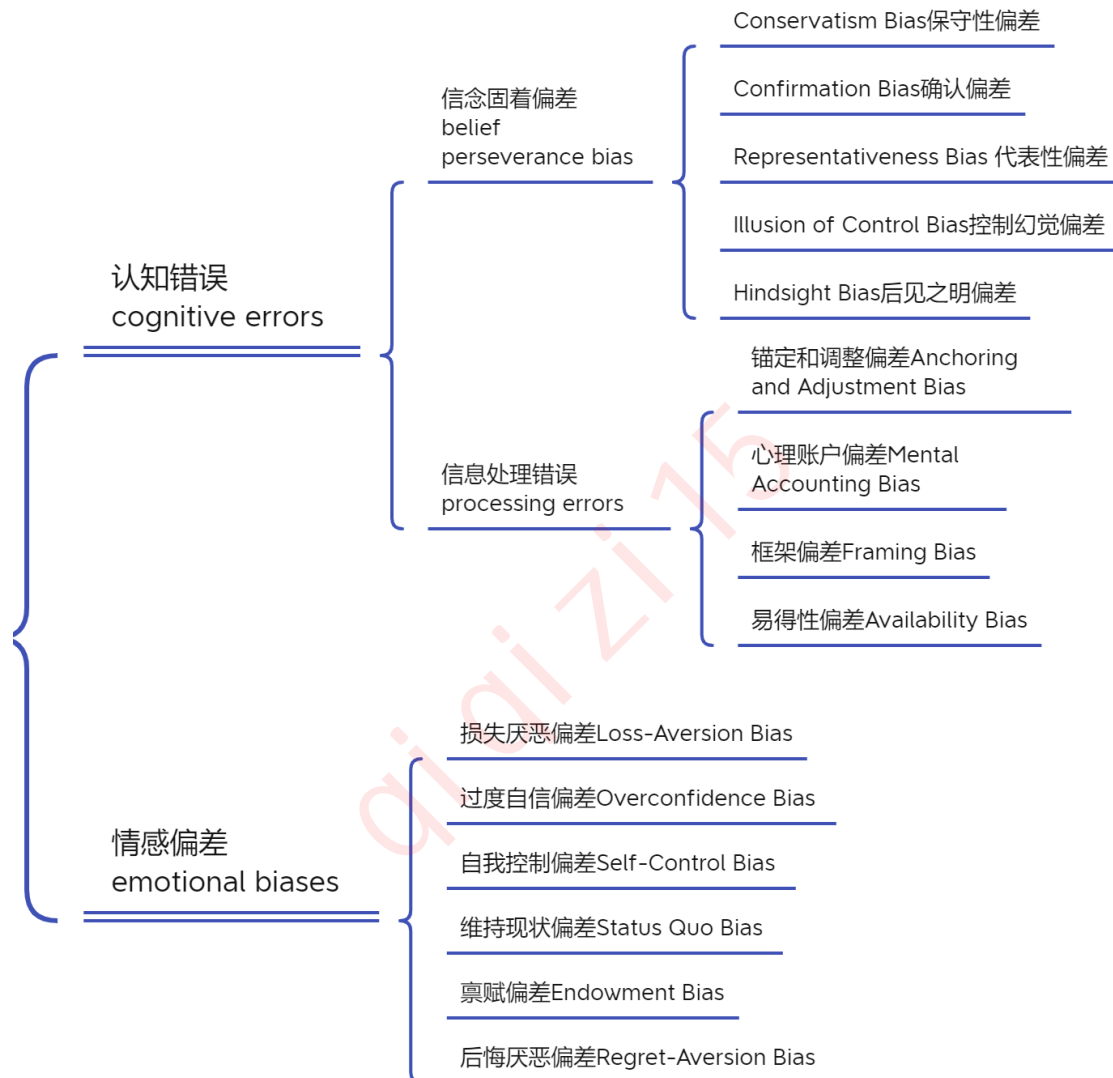 认知错误
cognitive errors
信念固着偏差
belief
perseverance bias
Conservatism Bias保守性偏差
Confirmation Bias确认偏差
Representativeness Bias 代表性偏差
Illusion of Control Bias控制幻觉偏差
Hindsight Bias后见之明偏差
信息处理错误
processing errors
锚定和调整偏差Anchoring
and Adjustment Bias
心理账户偏差Mental
Accounting Bias
框架偏差Framing Bias
易得性偏差Availability Bias
情感偏差
emotional biases
损失厌恶偏差Loss-Aversion Bias
过度自信偏差Overconfidence Bias
自我控制偏差Self-Control Bias
维持现状偏差Status Quo Bias
禀赋偏差Endowment Bias
后悔厌恶偏差Regret-Aversion Bias
qi qi zi 15